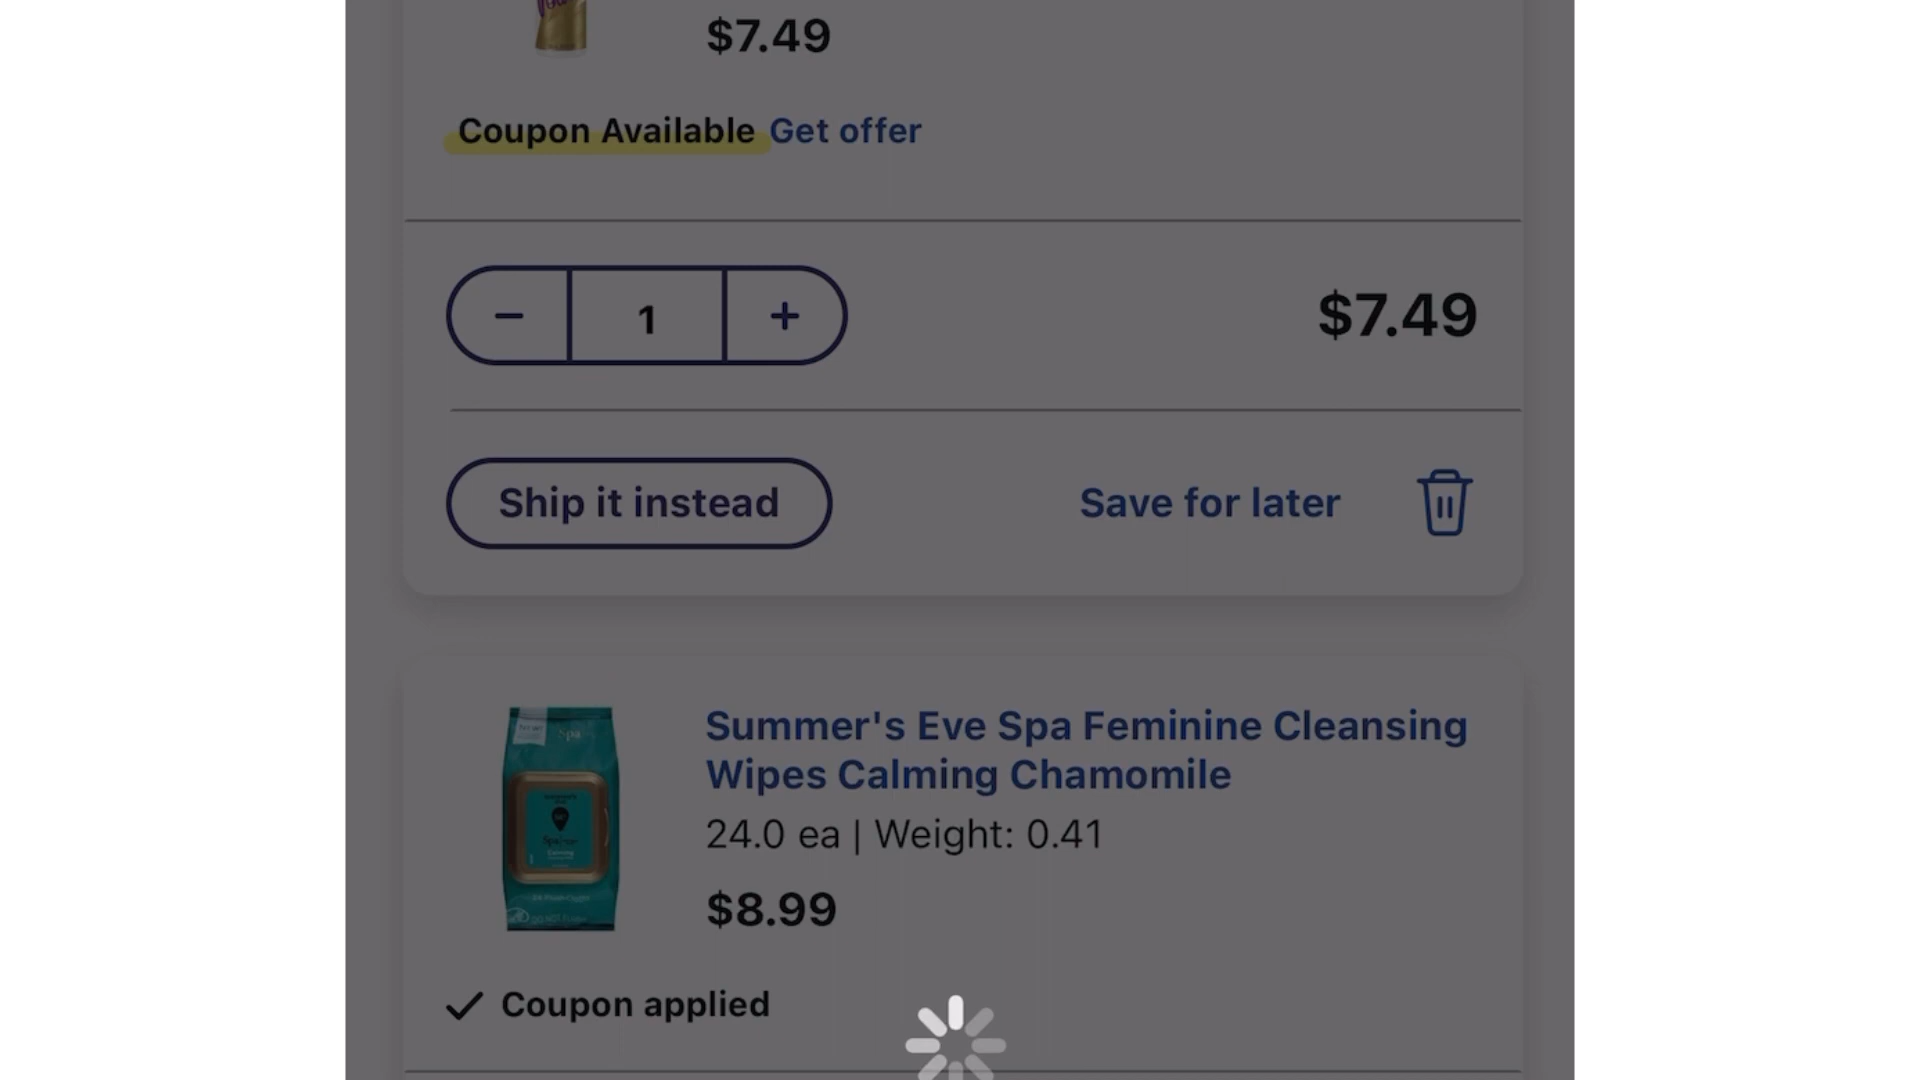 $7.49
Coupon Available Get offer
− 1 + $7.49
Ship it instead Save for later
Summer's Eve Spa Feminine Cleansing
Wipes Calming Chamomile
24.0 ea | Weight: 0.41
$8.99
Coupon applied
Spa